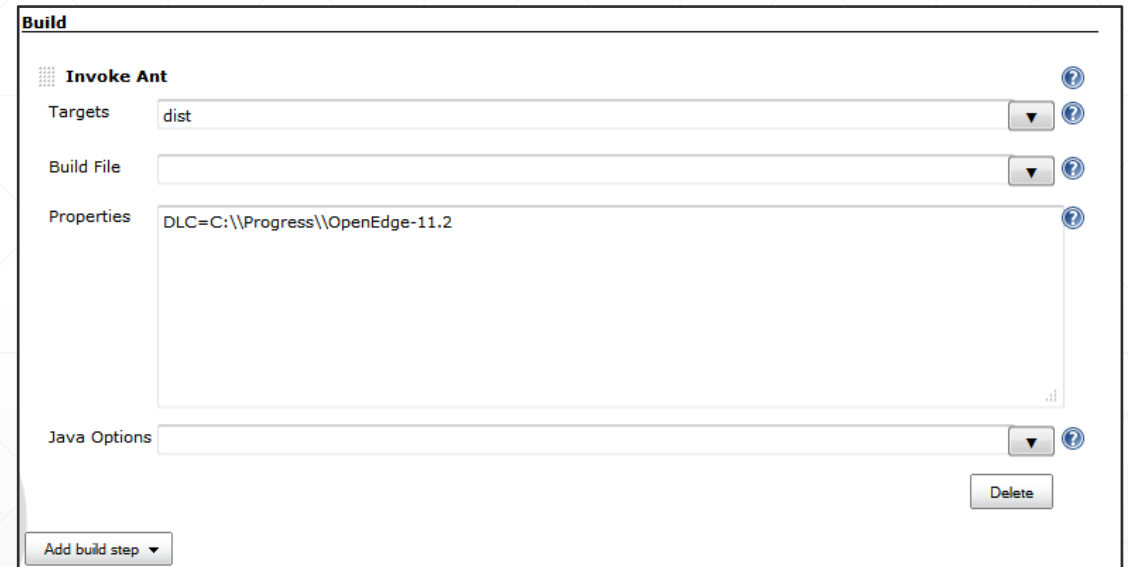 Build
Invoke Ant
Targets
dist
Build File
Properties
DLC=C:\\Progress\\OpenEdge-11.2
Java Options
Delete
Add build step